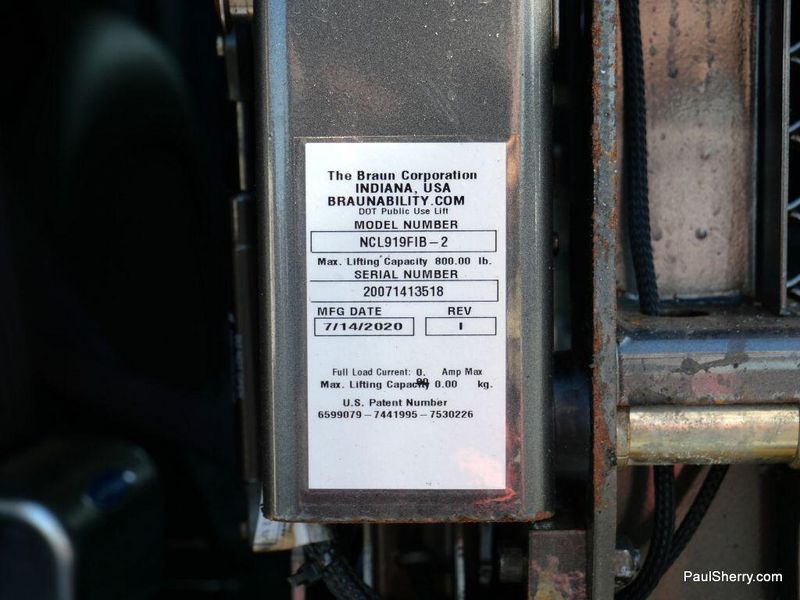 The Braun Corporation
INDIANA, USA
BRAUNABILITY.COM
DOT Public Use Lift
MODEL NUMBER
NCL919FIB-2
Max. Lifting Capacity 800.00 lb.
SERIAL NUMBER
20071413518
MFG DATE REV
7/14/2020 I
Full Load Current: 0. Amp Max
Max. Lifting Capacity 0.00 kg.
U.S. Patent Number
6599079-7441995-7530226
PaulSherry.com